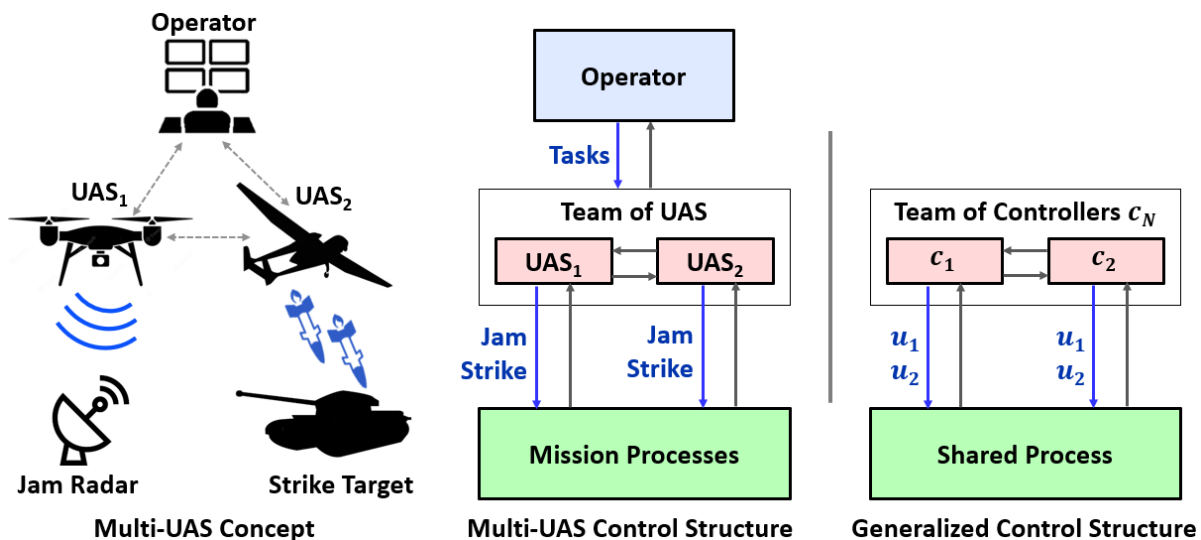 Operator
UAS₁
UAS₂
Jam Radar
Strike Target
Multi-UAS Concept
Operator
Tasks
Team of UAS
UAS₁
UAS₂
Jam
Strike
Jam
Strike
Mission Processes
Multi-UAS Control Structure
Team of Controllers c_N
c₁
c₂
u₁
u₂
u₁
u₂
Shared Process
Generalized Control Structure